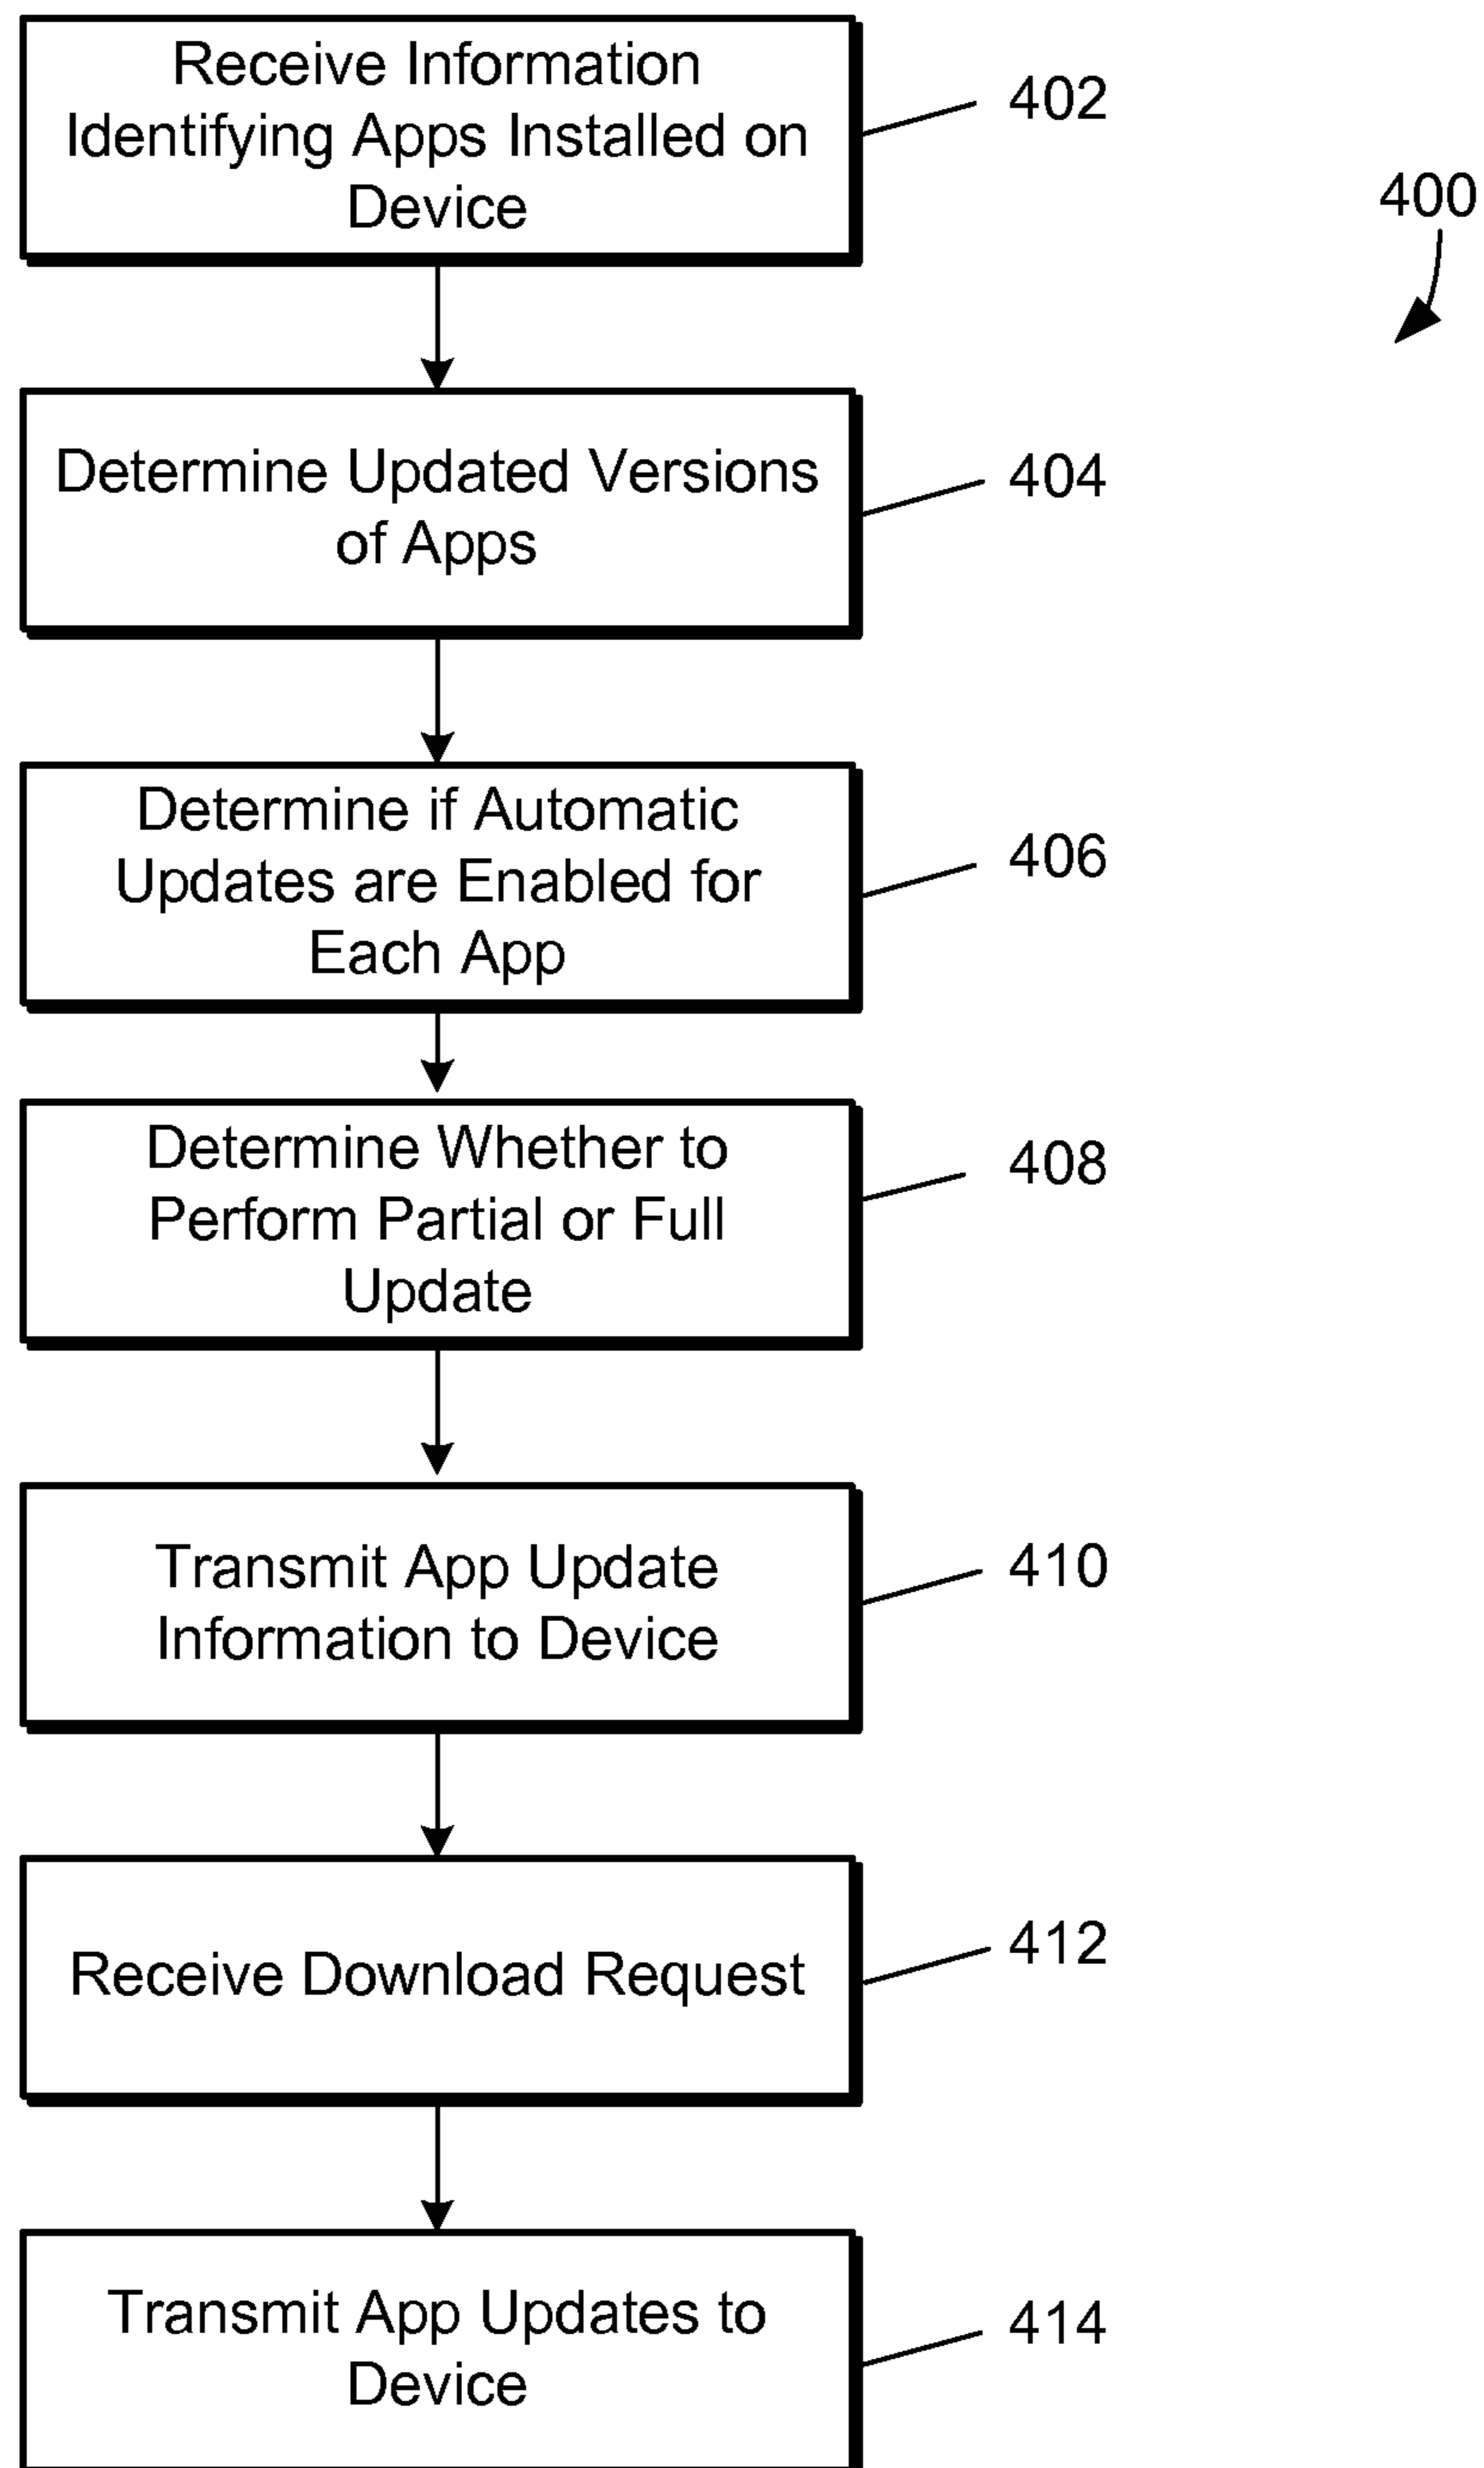 Receive Information
Identifying Apps Installed on
Device
402
400
Determine Updated Versions
of Apps
404
Determine if Automatic
Updates are Enabled for
Each App
406
Determine Whether to
Perform Partial or Full
Update
408
Transmit App Update
Information to Device
410
Receive Download Request
412
Transmit App Updates to
Device
414